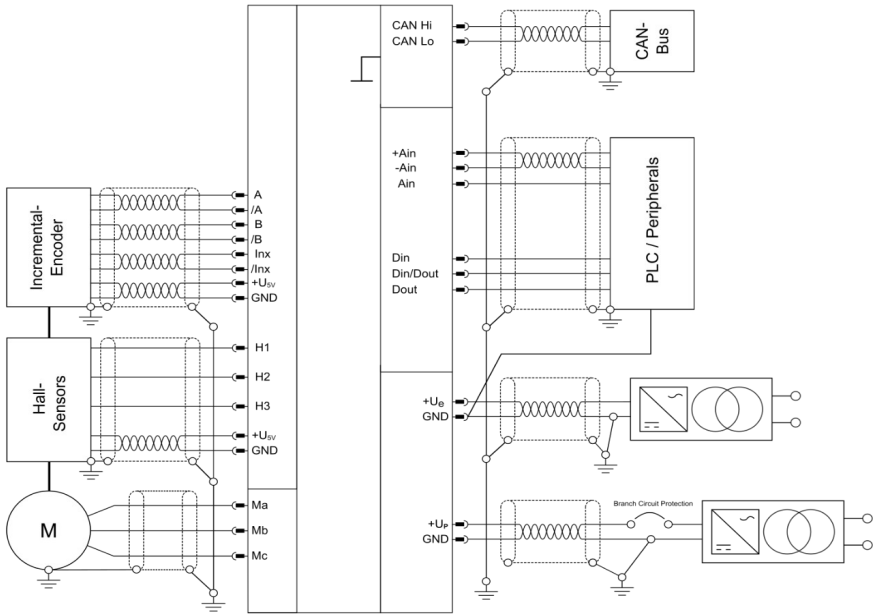 CAN Hi
CAN Lo
CAN-
Bus
+Ain
-Ain
Ain
Din
Din/Dout
Dout
PLC / Peripherals
Incremental-
Encoder
A
/A
B
/B
Inx
/Inx
+U5V
GND
Hall-
Sensors
H1
H2
H3
+U5V
GND
M
Ma
Mb
Mc
+Ue
GND
Branch Circuit Protection
+UP
GND